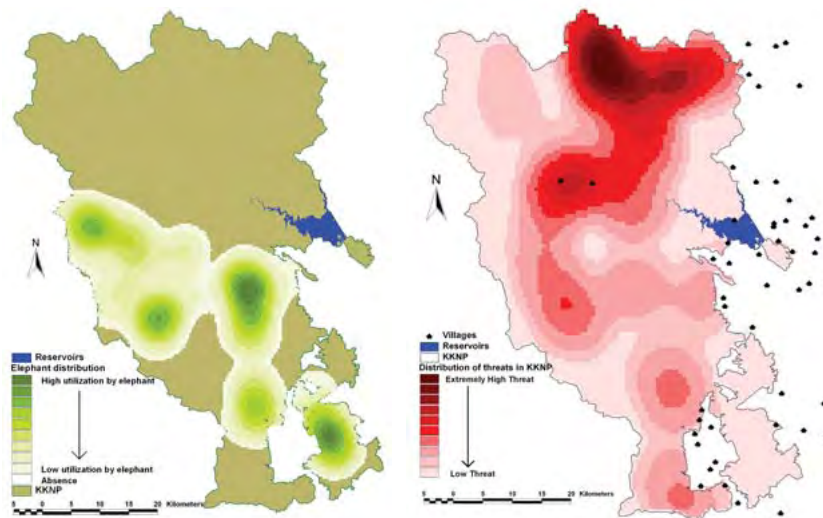 N
Reservoirs
Elephant distribution
High utilization by elephant
Low utilization by elephant
Absence
KKNP
5 0 5 10 15 20 Kilometers
N
Villages
Reservoirs
KKNP
Distribution of threats in KKNP
Extremely High Threat
Low Threat
5 0 5 10 15 20 Kilometers